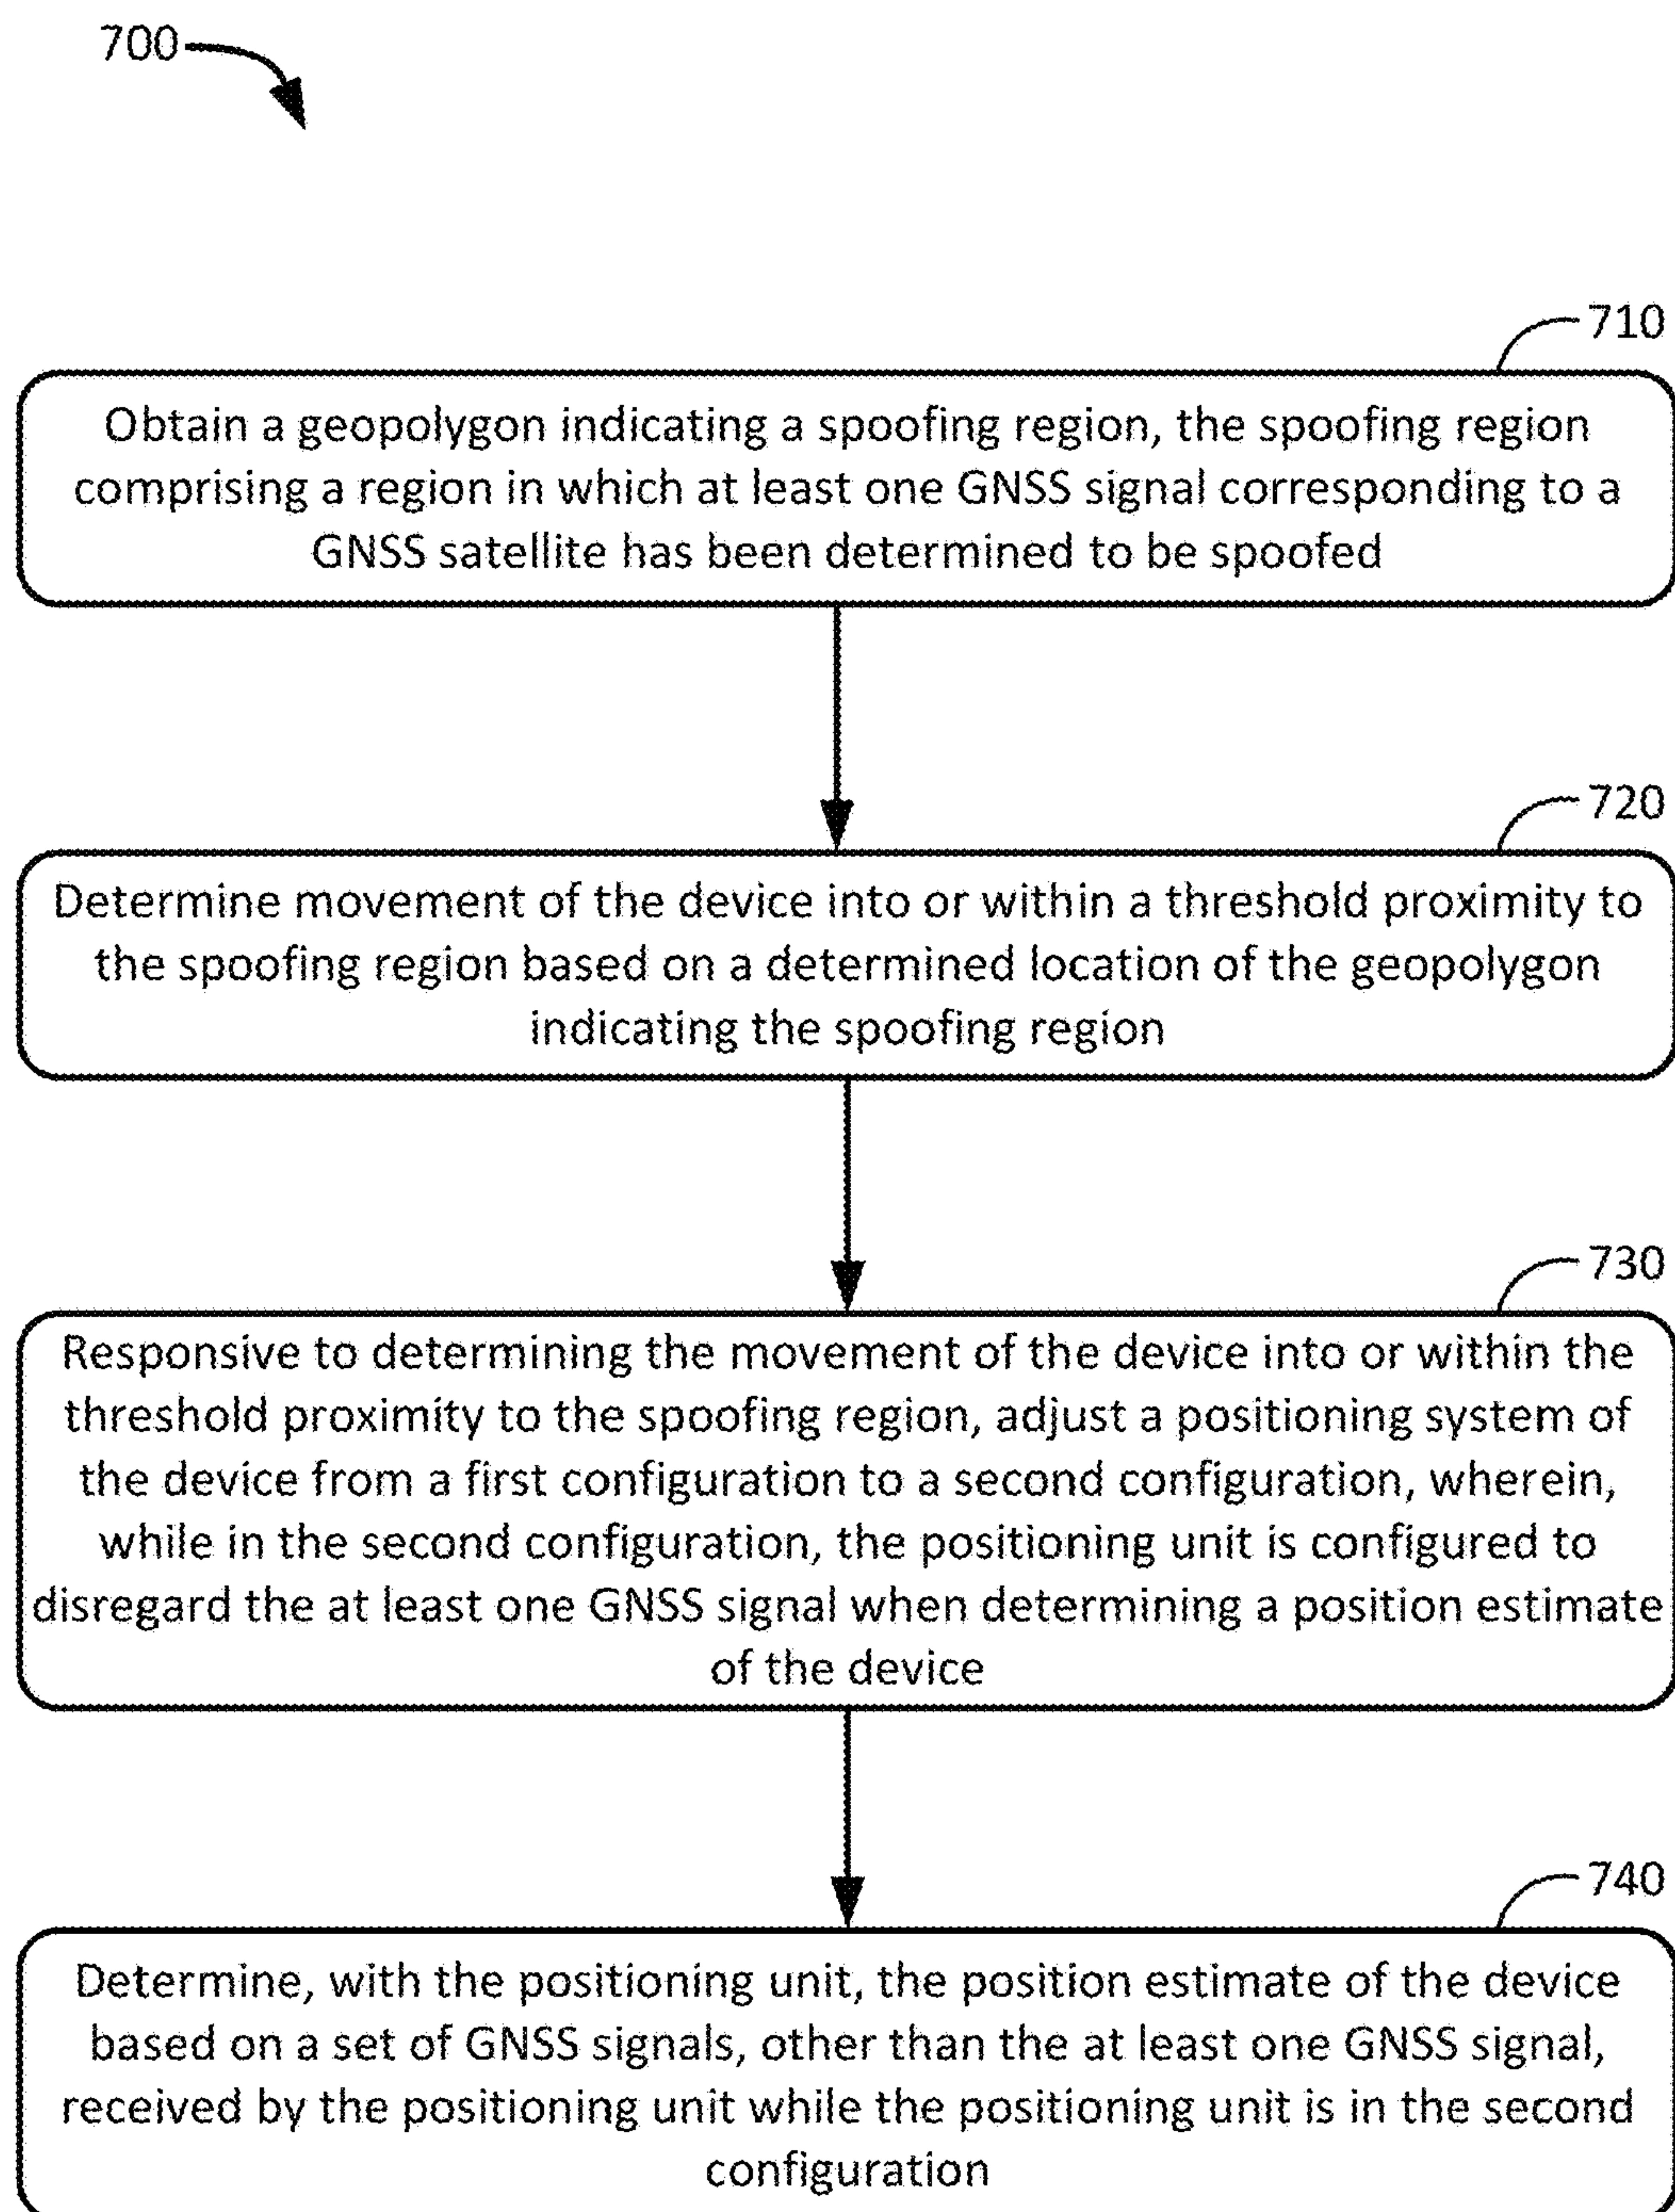 700
710
Obtain a geopolygon indicating a spoofing region, the spoofing region
comprising a region in which at least one GNSS signal corresponding to a
GNSS satellite has been determined to be spoofed
720
Determine movement of the device into or within a threshold proximity to
the spoofing region based on a determined location of the geopolygon
indicating the spoofing region
730
Responsive to determining the movement of the device into or within the
threshold proximity to the spoofing region, adjust a positioning system of
the device from a first configuration to a second configuration, wherein,
while in the second configuration, the positioning unit is configured to
disregard the at least one GNSS signal when determining a position estimate
of the device
740
Determine, with the positioning unit, the position estimate of the device
based on a set of GNSS signals, other than the at least one GNSS signal,
received by the positioning unit while the positioning unit is in the second
configuration